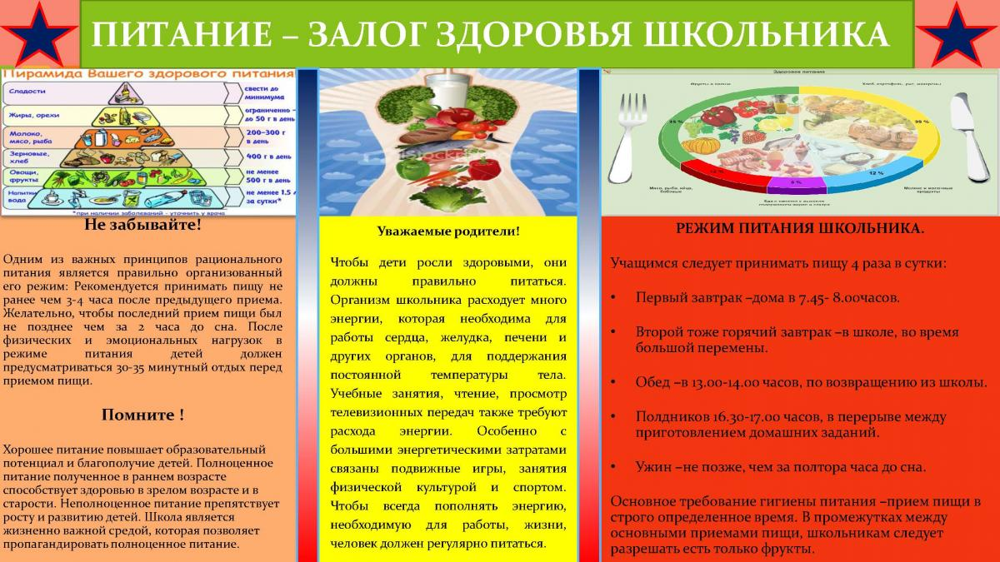 ПИТАНИЕ – ЗАЛОГ ЗДОРОВЬЯ ШКОЛЬНИКА
Пирамида Вашего здорового питания
Сладости
свести до
минимума
Жиры, орехи
ограниченно –
до 50 г в день
Молоко,
мясо, рыба
200–300 г
в день
Зерновые,
хлеб
400 г в день
Овощи,
фрукты
не менее
500 г в день
Напитки
вода
не менее 1,5 л
за сутки*
*при наличии заболеваний - уточнить у врача
Не забывайте!
Одним из важных принципов рационального
питания является правильно организованный
его режим: Рекомендуется принимать пищу не
ранее чем 3-4 часа после предыдущего приема.
Желательно, чтобы последний прием пищи был
не позднее чем за 2 часа до сна. После
физических и эмоциональных нагрузок в
режиме питания детей должен
предусматриваться 30-35 минутный отдых перед
приемом пищи.
Помните !
Хорошее питание повышает образовательный
потенциал и благополучие детей. Полноценное
питание полученное в раннем возрасте
способствует здоровью в зрелом возрасте и в
старости. Неполноценное питание препятствует
росту и развитию детей. Школа является
жизненно важной средой, которая позволяет
пропагандировать полноценное питание.
Уважаемые родители!
Чтобы дети росли здоровыми, они
должны правильно питаться.
Организм школьника расходует много
энергии, которая необходима для
работы сердца, желудка, печени и
других органов, для поддержания
постоянной температуры тела.
Учебные занятия, чтение, просмотр
телевизионных передач также требуют
расхода энергии. Особенно с
большими энергетическими затратами
связаны подвижные игры, занятия
физической культурой и спортом.
Чтобы всегда пополнять энергию,
необходимую для работы, жизни,
человек должен регулярно питаться.
Здоровое питание
Фрукты и овощи
Хлеб, картофель, рис, макароны
12 %
8 %
Мясо, рыба, яйца,
бобовые
Молоко и молочные
продукты
РЕЖИМ ПИТАНИЯ ШКОЛЬНИКА.
Учащимся следует принимать пищу 4 раза в сутки:
• Первый завтрак –дома в 7.45- 8.00часов.
• Второй тоже горячий завтрак –в школе, во время
большой перемены.
• Обед –в 13.00-14.00 часов, по возвращению из школы.
• Полдников 16.30-17.00 часов, в перерыве между
приготовлением домашних заданий.
• Ужин –не позже, чем за полтора часа до сна.
Основное требование гигиены питания –прием пищи в
строго определенное время. В промежутках между
основными приемами пищи, школьникам следует
разрешать есть только фрукты.